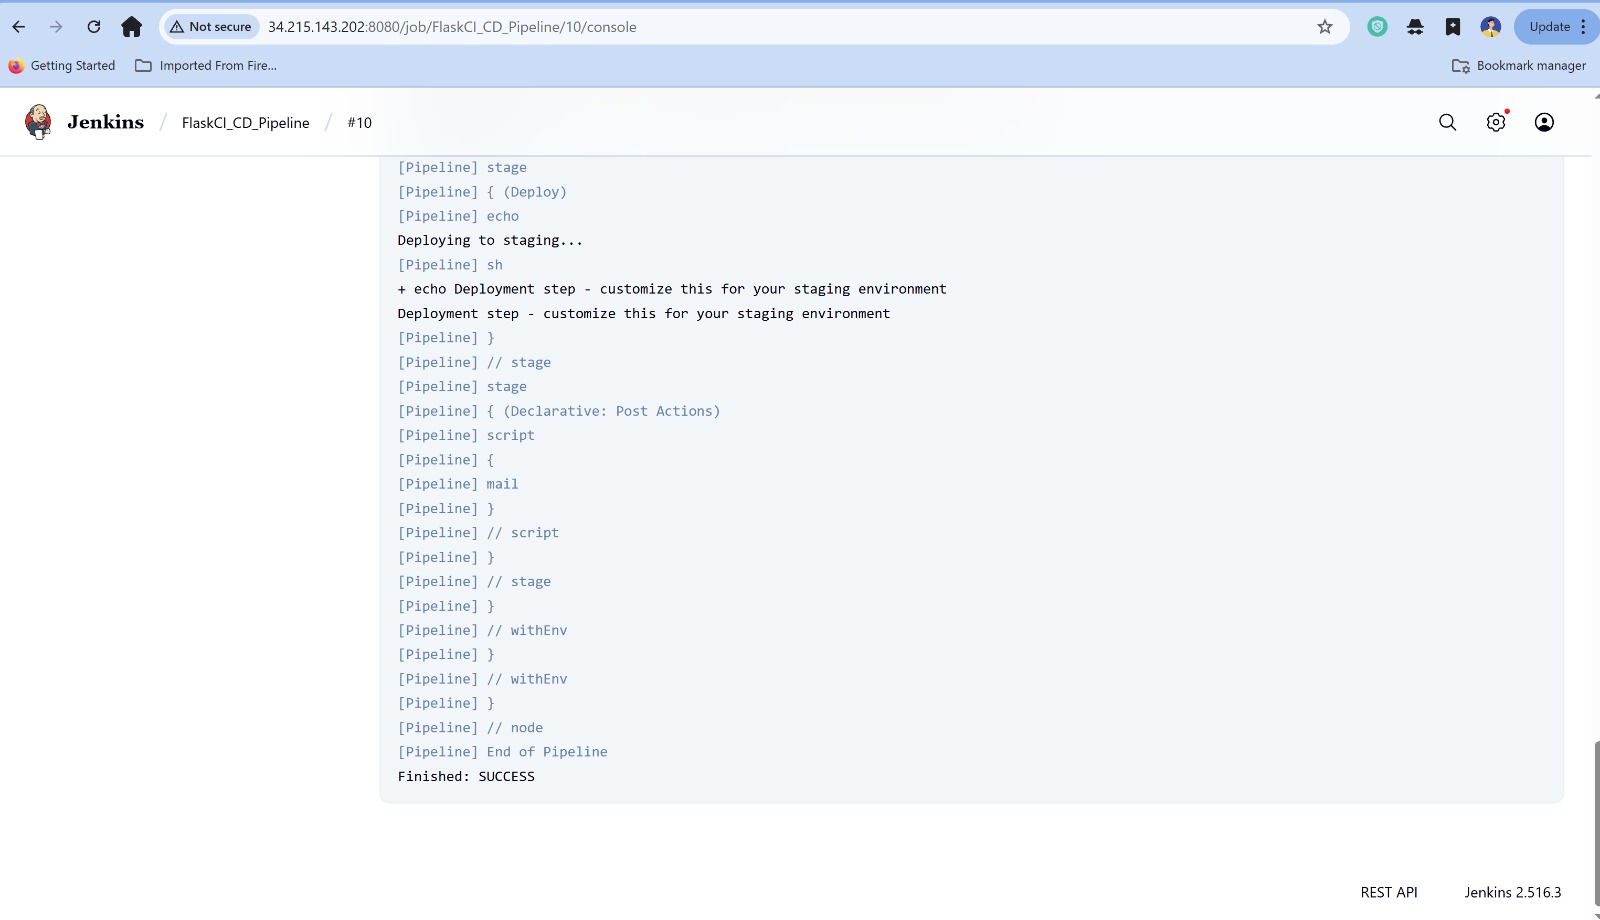 Not secure 34.215.143.202:8080/job/FlaskCI_CD_Pipeline/10/console Update
Getting Started Imported From Fire... Bookmark manager
Jenkins / FlaskCI_CD_Pipeline / #10
[Pipeline] stage
[Pipeline] { (Deploy)
[Pipeline] echo
Deploying to staging...
[Pipeline] sh
+ echo Deployment step - customize this for your staging environment
Deployment step - customize this for your staging environment
[Pipeline] }
[Pipeline] // stage
[Pipeline] stage
[Pipeline] { (Declarative: Post Actions)
[Pipeline] script
[Pipeline] {
[Pipeline] mail
[Pipeline] }
[Pipeline] // script
[Pipeline] }
[Pipeline] // stage
[Pipeline] }
[Pipeline] // withEnv
[Pipeline] }
[Pipeline] // withEnv
[Pipeline] }
[Pipeline] // node
[Pipeline] End of Pipeline
Finished: SUCCESS
REST API Jenkins 2.516.3